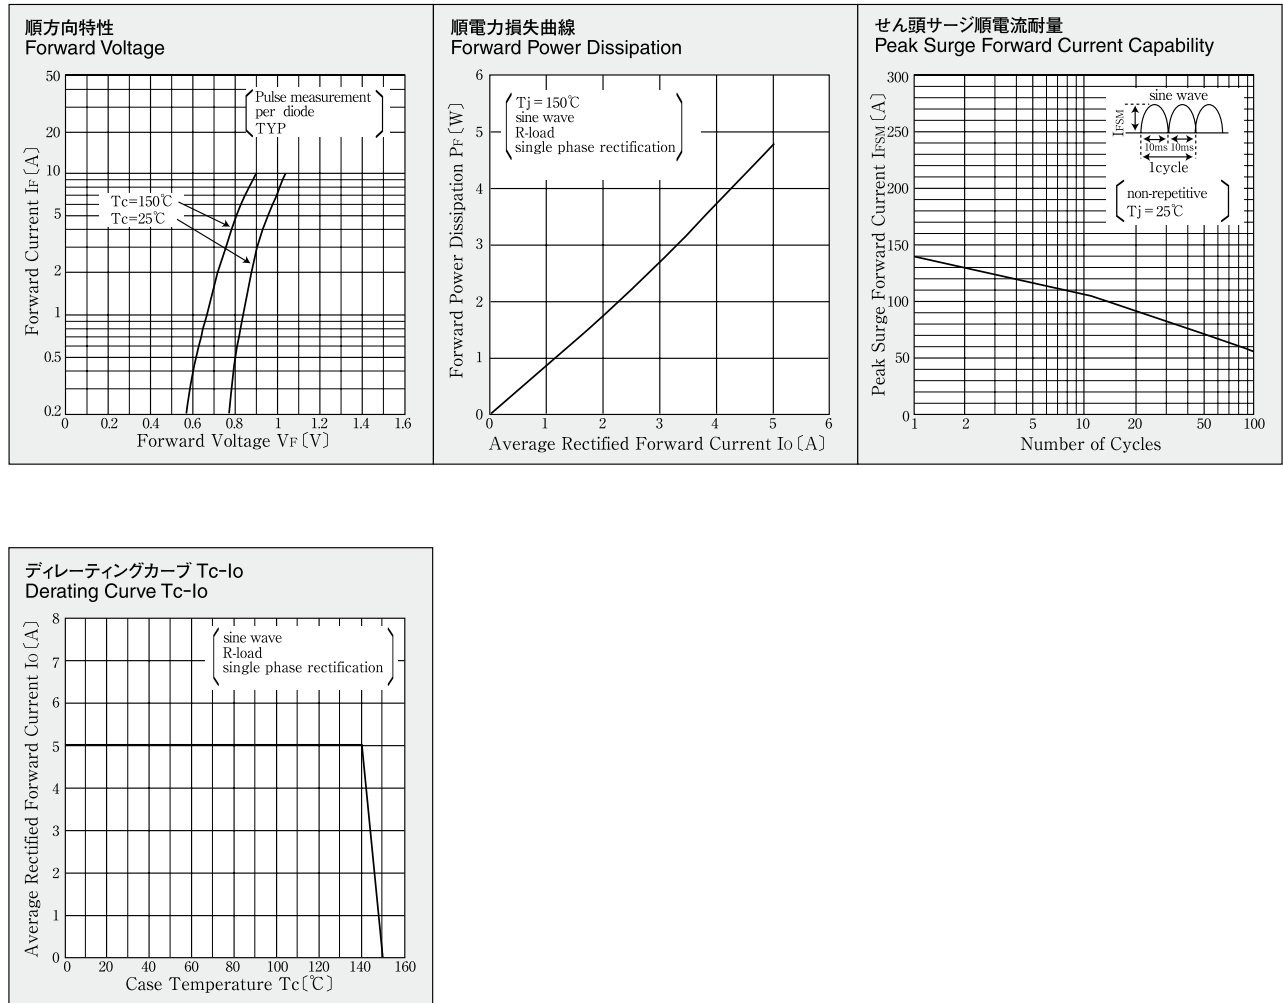 順方向特性
Forward Voltage
50
20
10
5
2
1
0.5
0.2
Forward Current IF〔A〕
Pulse measurement
per diode
TYP
Tc=150℃
Tc=25℃
0 0.2 0.4 0.6 0.8 1 1.2 1.4 1.6
Forward Voltage VF〔V〕
順電力損失曲線
Forward Power Dissipation
6
5
4
3
2
1
0
Forward Power Dissipation PF〔W〕
Tj = 150℃
sine wave
R-load
single phase rectification
0 1 2 3 4 5 6
Average Rectified Forward Current Io〔A〕
せん頭サージ順電流耐量
Peak Surge Forward Current Capability
300
250
200
150
100
50
0
Peak Surge Forward Current IFSM〔A〕
sine wave
IFSM
10ms 10ms
1cycle
non-repetitive
Tj = 25℃
1 2 5 10 20 50 100
Number of Cycles
ディレーティングカーブ Tc-Io
Derating Curve Tc-Io
8
7
6
5
4
3
2
1
0
Average Rectified Forward Current Io〔A〕
sine wave
R-load
single phase rectification
0 20 40 60 80 100 120 140 160
Case Temperature Tc〔℃〕